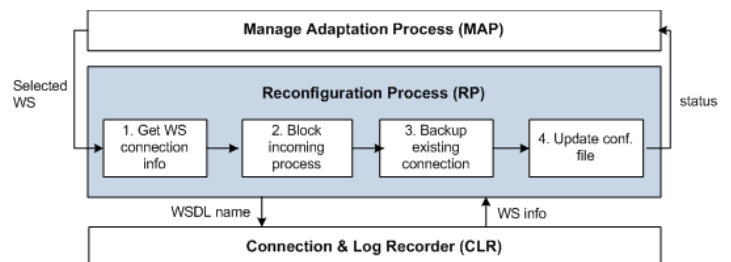 Manage Adaptation Process (MAP)
Selected
WS
Reconfiguration Process (RP)
status
1. Get WS
connection
info
2. Block
incoming
process
3. Backup
existing
connection
4. Update conf.
file
WSDL name
WS info
Connection & Log Recorder (CLR)